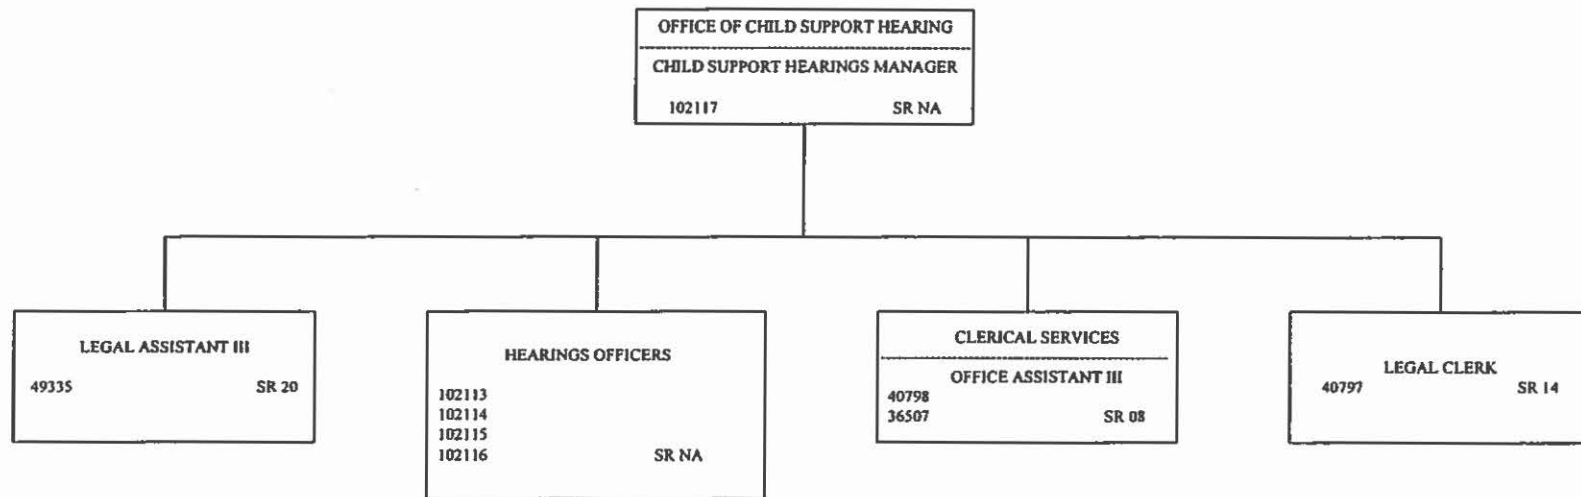 OFFICE OF CHILD SUPPORT HEARING
CHILD SUPPORT HEARINGS MANAGER
102117 SR NA
LEGAL ASSISTANT III
49335 SR 20
HEARINGS OFFICERS
102113
102114
102115
102116 SR NA
CLERICAL SERVICES
OFFICE ASSISTANT III
40798
36507 SR 08
LEGAL CLERK
40797 SR 14